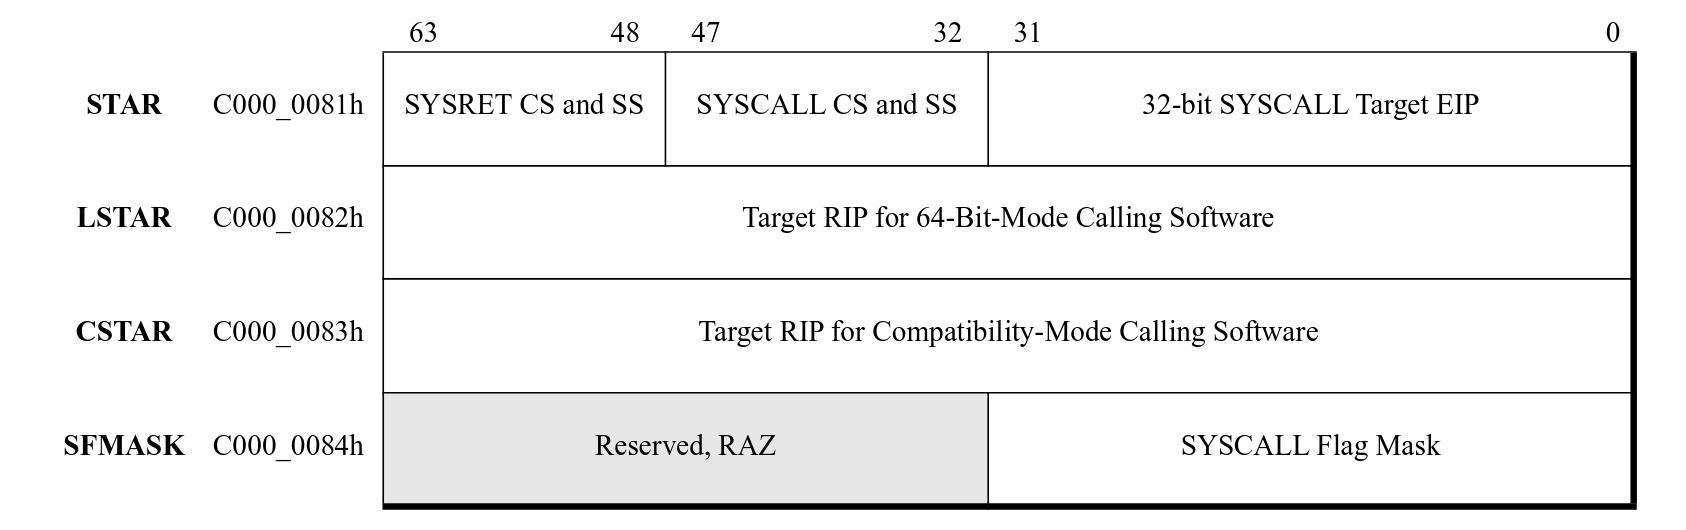 63 48 47 32 31 0
STAR C000_0081h SYSRET CS and SS SYSCALL CS and SS 32-bit SYSCALL Target EIP
LSTAR C000_0082h Target RIP for 64-Bit-Mode Calling Software
CSTAR C000_0083h Target RIP for Compatibility-Mode Calling Software
SFMASK C000_0084h Reserved, RAZ SYSCALL Flag Mask